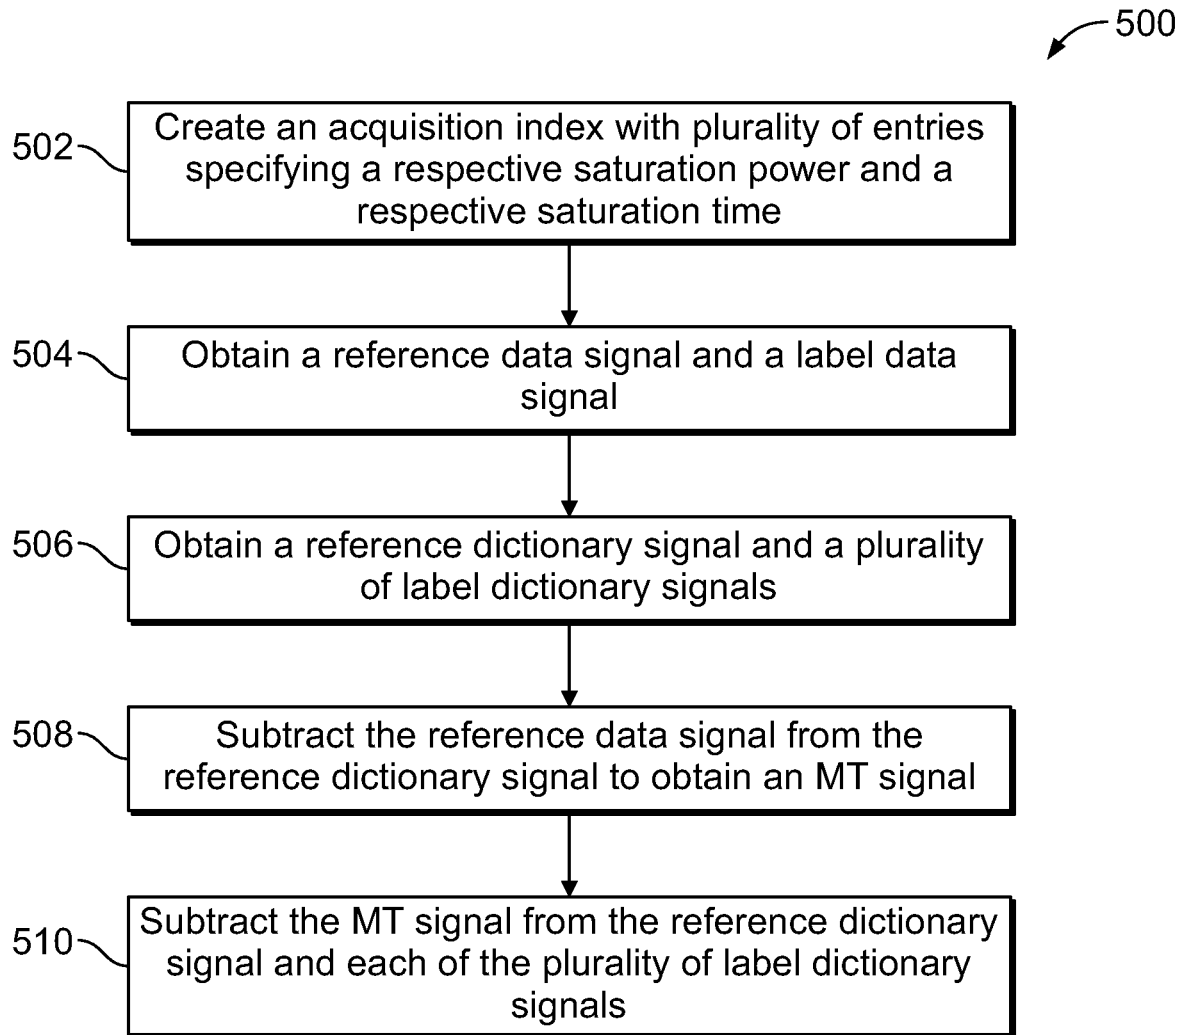 500
502
Create an acquisition index with plurality of entries
specifying a respective saturation power and a
respective saturation time
504
Obtain a reference data signal and a label data
signal
506
Obtain a reference dictionary signal and a plurality
of label dictionary signals
508
Subtract the reference data signal from the
reference dictionary signal to obtain an MT signal
510
Subtract the MT signal from the reference dictionary
signal and each of the plurality of label dictionary
signals